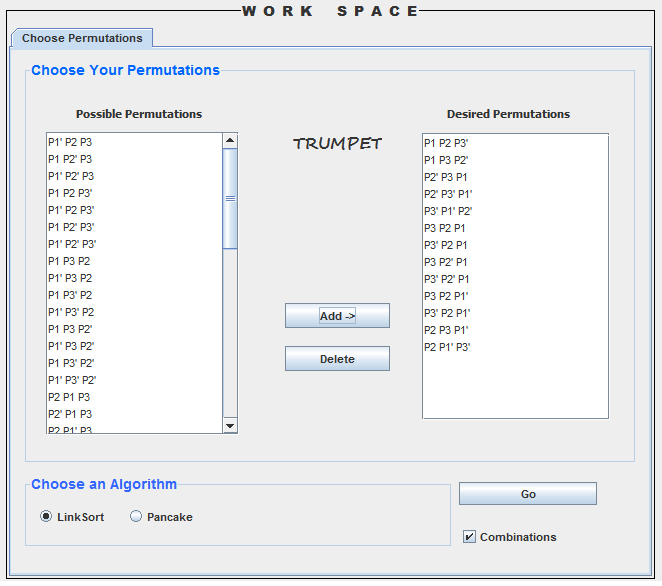 WORK SPACE
Choose Permutations
Choose Your Permutations
Possible Permutations
Desired Permutations
TRUMPET
P1' P2 P3
P1 P2' P3
P1' P2' P3
P1 P2 P3'
P1' P2 P3'
P1 P2' P3'
P1' P2' P3'
P1 P3 P2
P1' P3 P2
P1 P3' P2
P1' P3' P2
P1 P3 P2'
P1' P3 P2'
P1 P3' P2'
P1' P3' P2'
P2 P1 P3
P2' P1 P3
P2 P1' P3
P1 P2 P3'
P1 P3 P2'
P2' P3 P1
P2' P3' P1'
P3' P1' P2'
P3 P2 P1
P3' P2 P1
P3 P2' P1
P3' P2' P1
P3 P2 P1'
P3' P2 P1'
P2 P3 P1'
P2 P1' P3'
Add ->
Delete
Choose an Algorithm
LinkSort Pancake
Go
Combinations